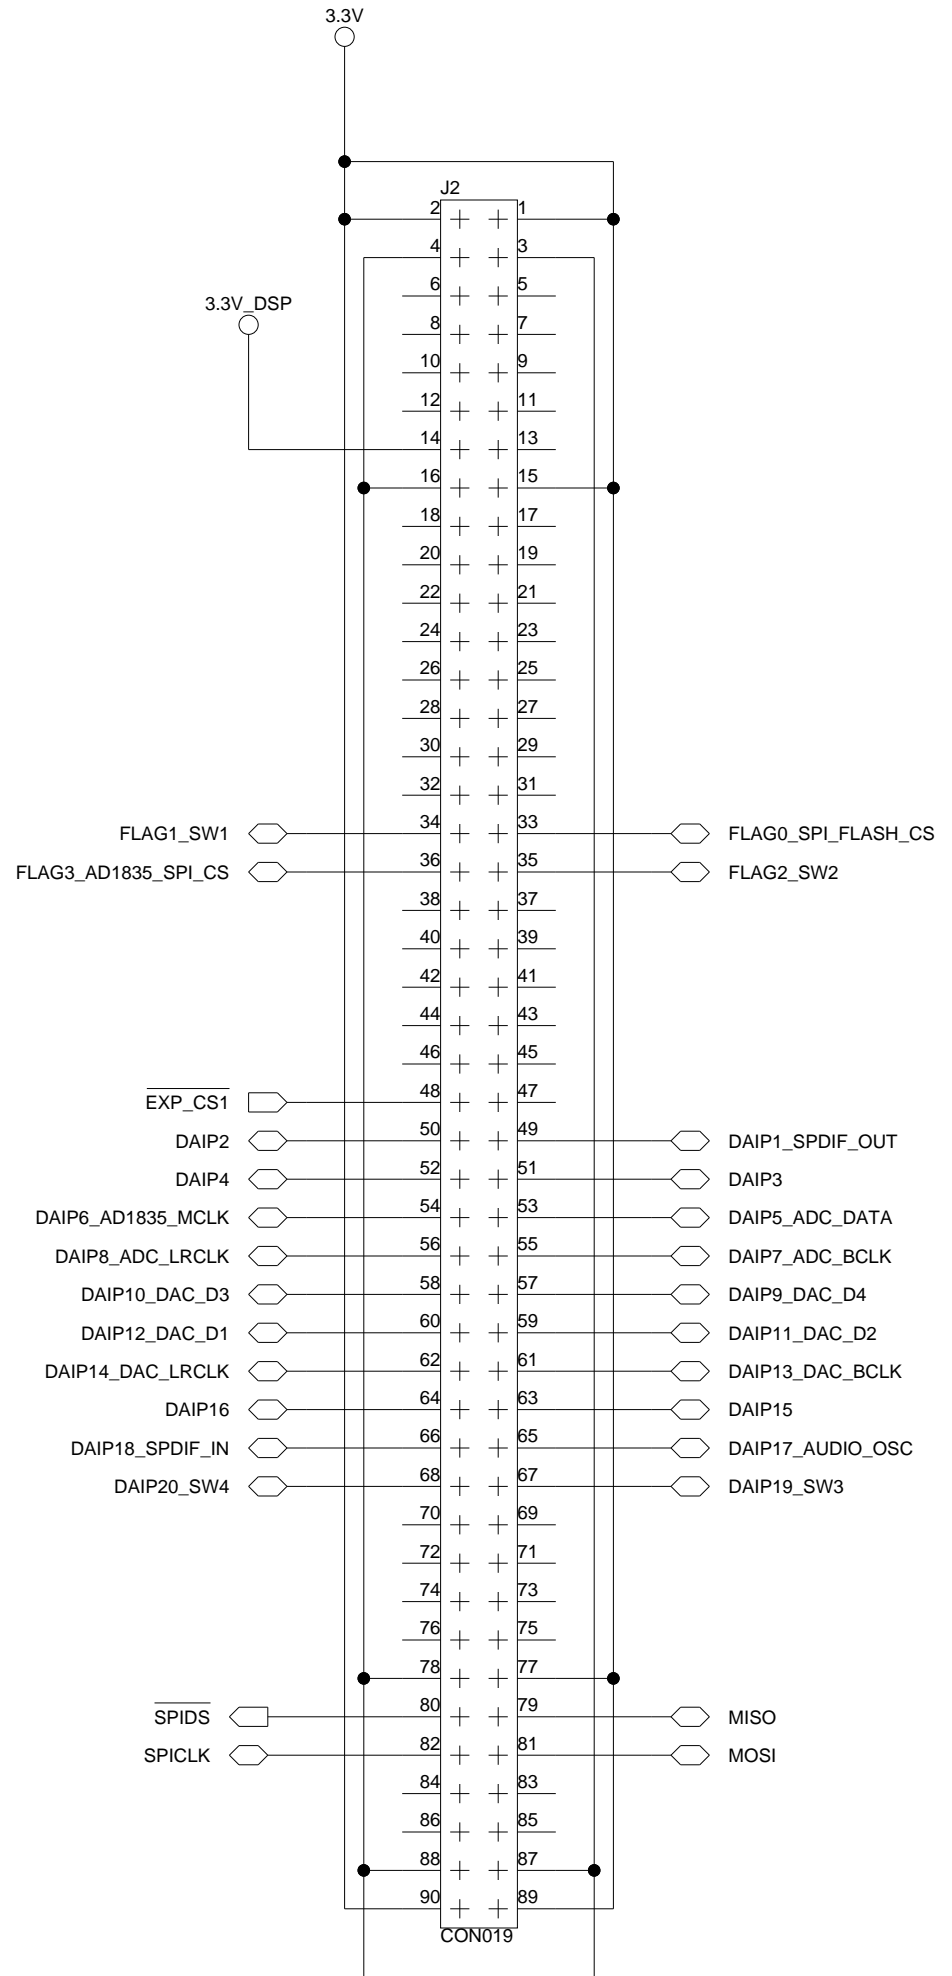 3.3V
J2
2 1
4 3
6 5
3.3V_DSP
8 7
10 9
12 11
14 13
16 15
18 17
20 19
22 21
24 23
26 25
28 27
30 29
32 31
FLAG1_SW1 34 33 FLAG0_SPI_FLASH_CS
FLAG3_AD1835_SPI_CS 36 35 FLAG2_SW2
38 37
40 39
42 41
44 43
46 45
EXP_CS1 48 47
DAIP2 50 49 DAIP1_SPDIF_OUT
DAIP4 52 51 DAIP3
DAIP6_AD1835_MCLK 54 53 DAIP5_ADC_DATA
DAIP8_ADC_LRCLK 56 55 DAIP7_ADC_BCLK
DAIP10_DAC_D3 58 57 DAIP9_DAC_D4
DAIP12_DAC_D1 60 59 DAIP11_DAC_D2
DAIP14_DAC_LRCLK 62 61 DAIP13_DAC_BCLK
DAIP16 64 63 DAIP15
DAIP18_SPDIF_IN 66 65 DAIP17_AUDIO_OSC
DAIP20_SW4 68 67 DAIP19_SW3
70 69
72 71
74 73
76 75
78 77
SPIDS 80 79 MISO
SPICLK 82 81 MOSI
84 83
86 85
88 87
90 89
CON019